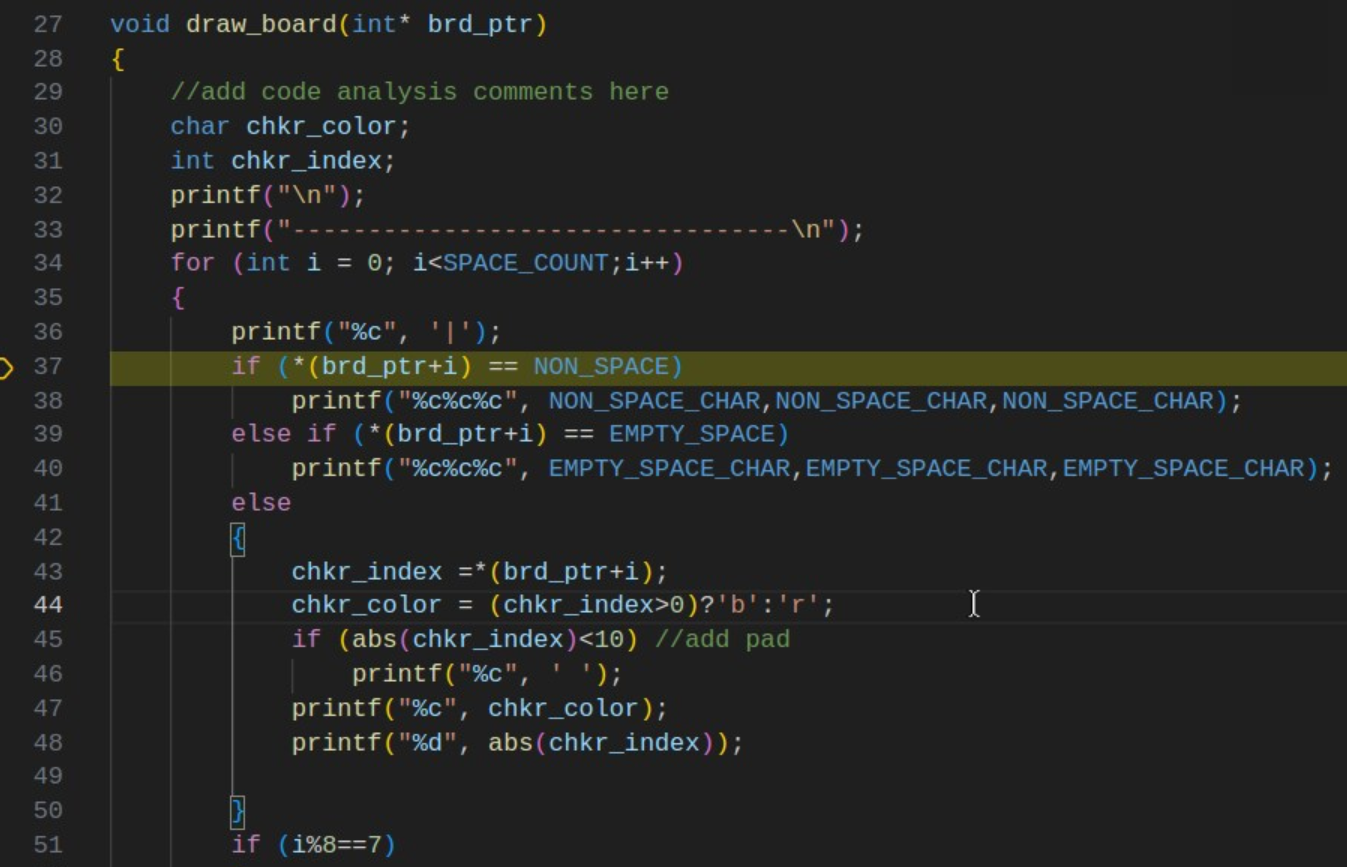 27 void draw_board(int* brd_ptr)
28 {
29     //add code analysis comments here
30     char chkr_color;
31     int chkr_index;
32     printf("\n");
33     printf("---------------------------------\n");
34     for (int i = 0; i<SPACE_COUNT;i++)
35     {
36         printf("%c", '|');
37         if (*(brd_ptr+i) == NON_SPACE)
38             printf("%c%c%c", NON_SPACE_CHAR,NON_SPACE_CHAR,NON_SPACE_CHAR);
39         else if (*(brd_ptr+i) == EMPTY_SPACE)
40             printf("%c%c%c", EMPTY_SPACE_CHAR,EMPTY_SPACE_CHAR,EMPTY_SPACE_CHAR);
41         else
42         {
43             chkr_index =*(brd_ptr+i);
44             chkr_color = (chkr_index>0)?'b':'r';
45             if (abs(chkr_index)<10) //add pad
46                 printf("%c", ' ');
47             printf("%c", chkr_color);
48             printf("%d", abs(chkr_index));
49
50         }
51         if (i%8==7)